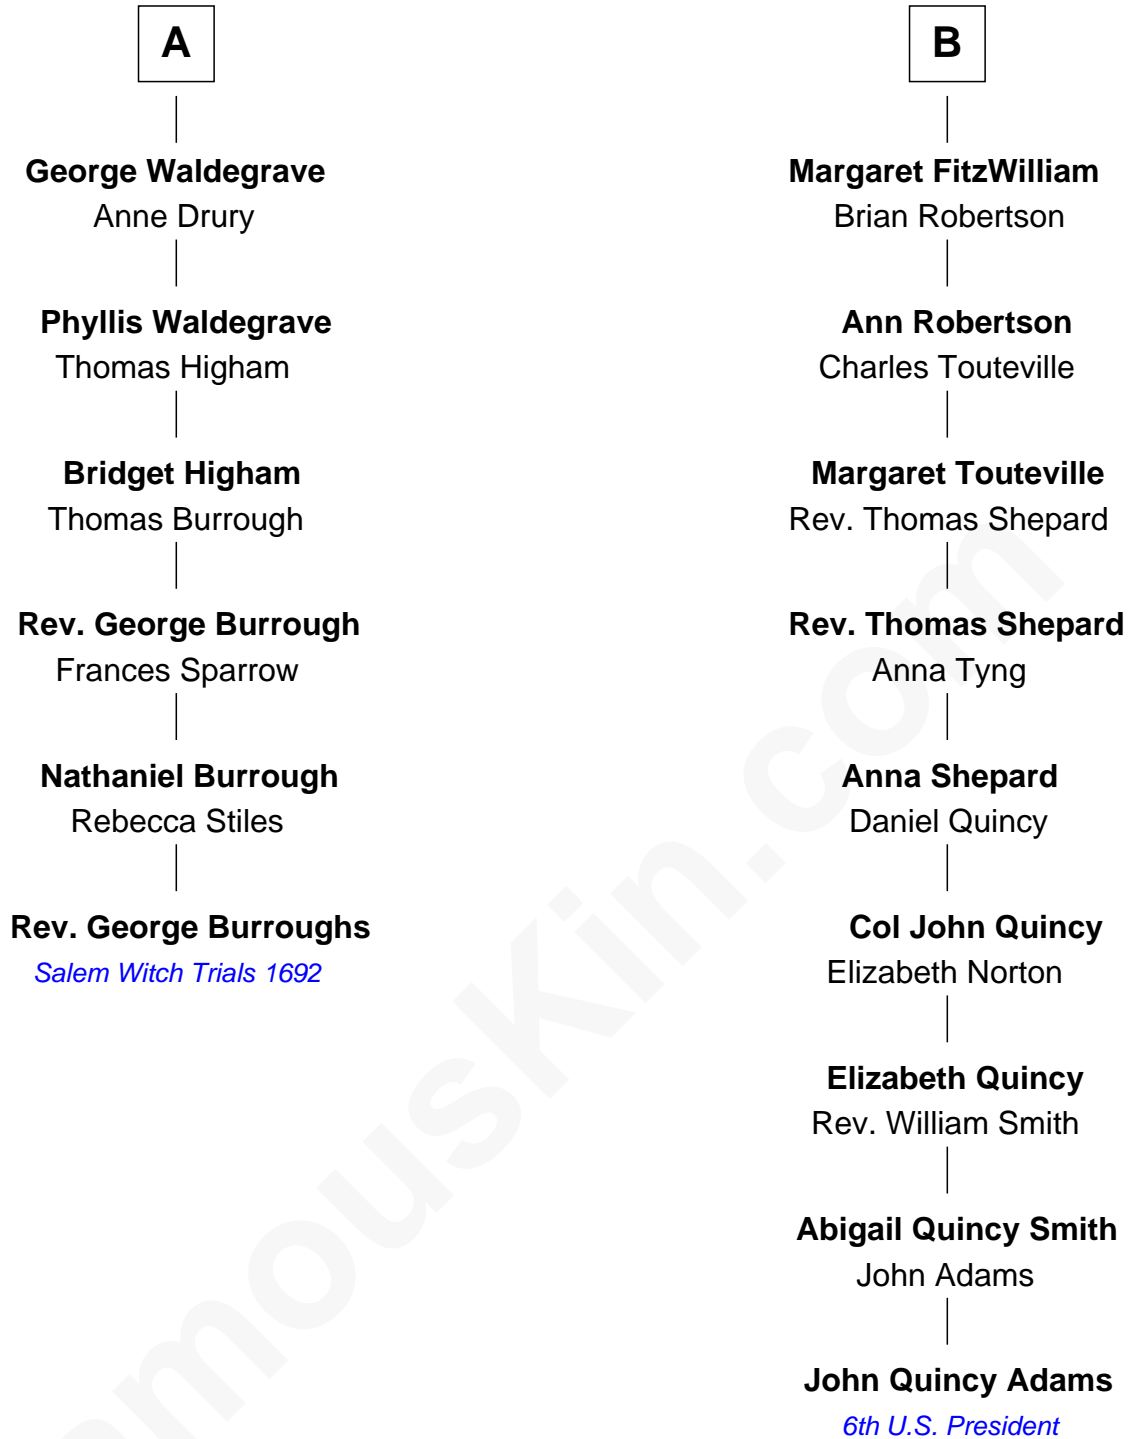 A
George Waldegrave
Anne Drury
Phyllis Waldegrave
Thomas Higham
Bridget Higham
Thomas Burrough
Rev. George Burrough
Frances Sparrow
Nathaniel Burrough
Rebecca Stiles
Rev. George Burroughs
Salem Witch Trials 1692
B
Margaret FitzWilliam
Brian Robertson
Ann Robertson
Charles Touteville
Margaret Touteville
Rev. Thomas Shepard
Rev. Thomas Shepard
Anna Tyng
Anna Shepard
Daniel Quincy
Col John Quincy
Elizabeth Norton
Elizabeth Quincy
Rev. William Smith
Abigail Quincy Smith
John Adams
John Quincy Adams
6th U.S. President
amouskin.com